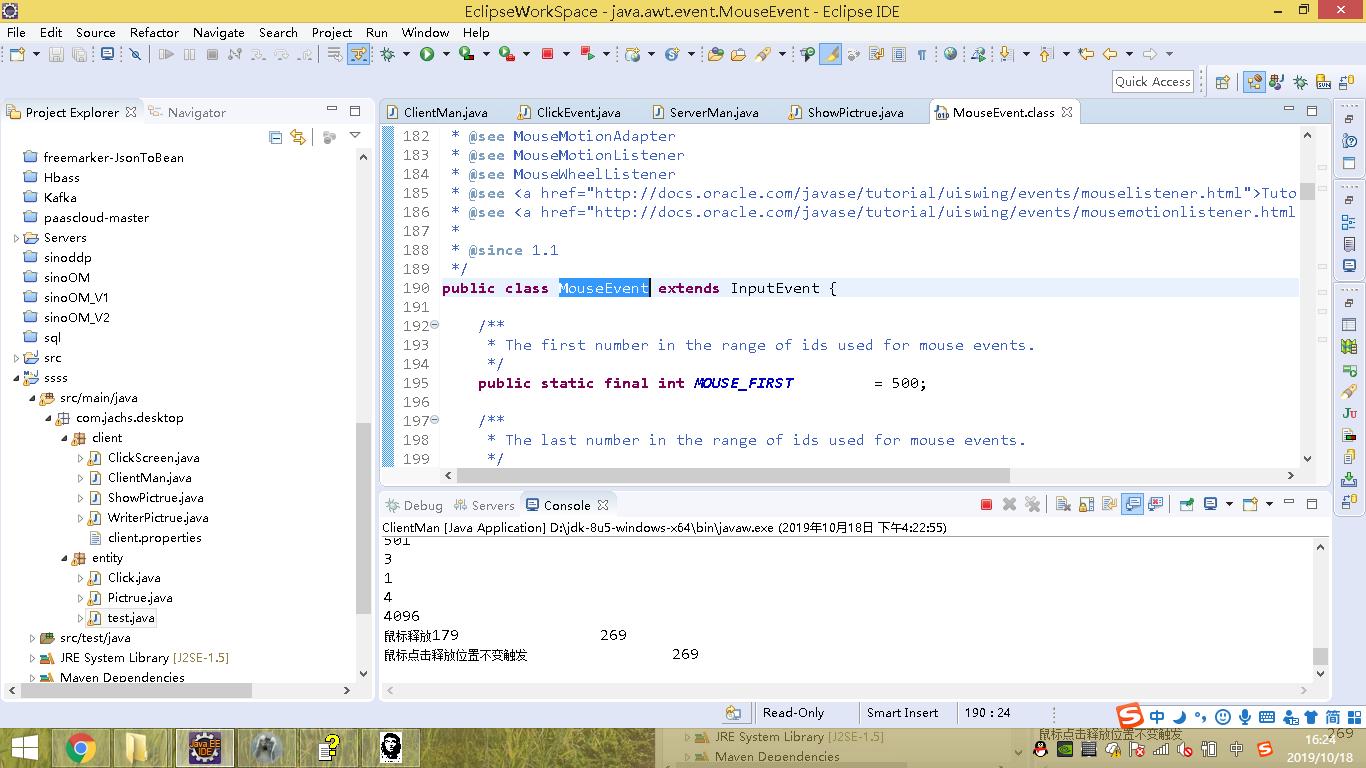 EclipseWorkSpace - java.awt.event.MouseEvent - Eclipse IDE
File Edit Source Refactor Navigate Search Project Run Window Help
Quick Access
Project Explorer Navigator
freemarker-JsonToBean
Hbass
Kafka
paascloud-master
Servers
sinoddp
sinoOM
sinoOM_V1
sinoOM_V2
sql
src
ssss
src/main/java
com.jachs.desktop
client
ClickScreen.java
ClientMan.java
ShowPictrue.java
WriterPictrue.java
client.properties
entity
Click.java
Pictrue.java
test.java
src/test/java
JRE System Library [J2SE-1.5]
Maven Dependencies
ClientMan.java ClickEvent.java ServerMan.java ShowPictrue.java MouseEvent.class
182 * @see MouseMotionAdapter
183 * @see MouseMotionListener
184 * @see MouseWheelListener
185 * @see <a href="http://docs.oracle.com/javase/tutorial/uiswing/events/mouselistener.html">Tuto
186 * @see <a href="http://docs.oracle.com/javase/tutorial/uiswing/events/mousemotionlistener.html
187 *
188 * @since 1.1
189 */
190 public class MouseEvent extends InputEvent {
191
192 /**
193 * The first number in the range of ids used for mouse events.
194 */
195 public static final int MOUSE_FIRST = 500;
196
197 /**
198 * The last number in the range of ids used for mouse events.
199 */
Debug Servers Console
ClientMan [Java Application] D:\jdk-8u5-windows-x64\bin\javaw.exe (2019年10月18日 下午4:22:55)
501
3
1
4
4096
鼠标释放179 269
鼠标点击释放位置不变触发 269
Read-Only Smart Insert 190 : 24
中 简
JRE System Library [J2SE-1.5]
Maven Dependencies
鼠标点击释放位置不变触发 269
中
16:24
2019/10/18